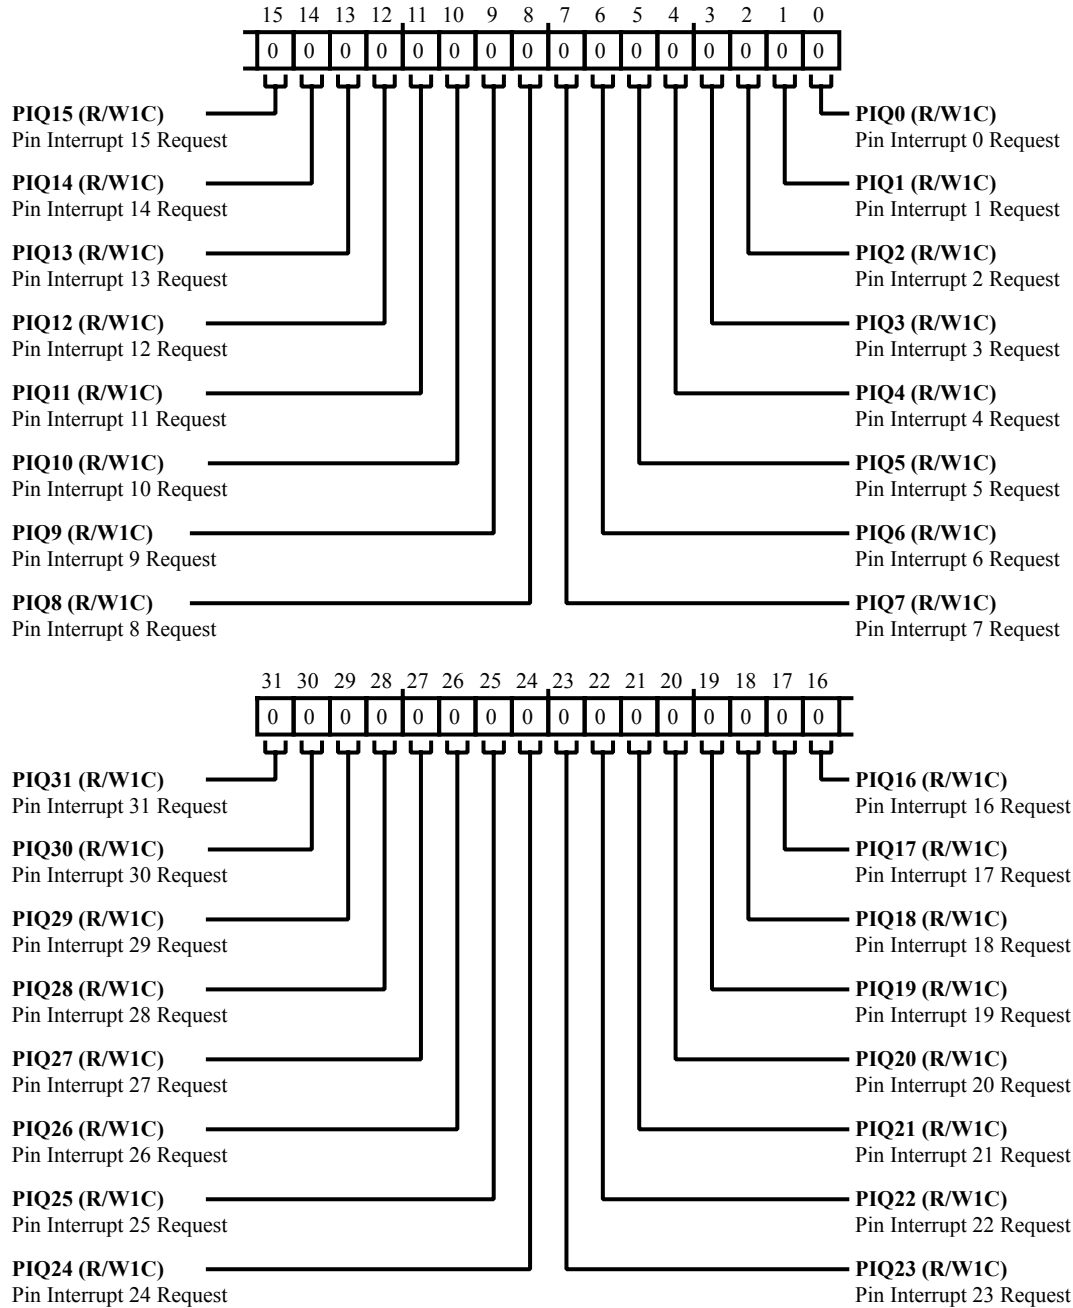 15 14 13 12 11 10 9 8 7 6 5 4 3 2 1 0
0 0 0 0 0 0 0 0 0 0 0 0 0 0 0 0
PIQ15 (R/W1C)
Pin Interrupt 15 Request
PIQ14 (R/W1C)
Pin Interrupt 14 Request
PIQ13 (R/W1C)
Pin Interrupt 13 Request
PIQ12 (R/W1C)
Pin Interrupt 12 Request
PIQ11 (R/W1C)
Pin Interrupt 11 Request
PIQ10 (R/W1C)
Pin Interrupt 10 Request
PIQ9 (R/W1C)
Pin Interrupt 9 Request
PIQ8 (R/W1C)
Pin Interrupt 8 Request
PIQ0 (R/W1C)
Pin Interrupt 0 Request
PIQ1 (R/W1C)
Pin Interrupt 1 Request
PIQ2 (R/W1C)
Pin Interrupt 2 Request
PIQ3 (R/W1C)
Pin Interrupt 3 Request
PIQ4 (R/W1C)
Pin Interrupt 4 Request
PIQ5 (R/W1C)
Pin Interrupt 5 Request
PIQ6 (R/W1C)
Pin Interrupt 6 Request
PIQ7 (R/W1C)
Pin Interrupt 7 Request
31 30 29 28 27 26 25 24 23 22 21 20 19 18 17 16
0 0 0 0 0 0 0 0 0 0 0 0 0 0 0 0
PIQ31 (R/W1C)
Pin Interrupt 31 Request
PIQ30 (R/W1C)
Pin Interrupt 30 Request
PIQ29 (R/W1C)
Pin Interrupt 29 Request
PIQ28 (R/W1C)
Pin Interrupt 28 Request
PIQ27 (R/W1C)
Pin Interrupt 27 Request
PIQ26 (R/W1C)
Pin Interrupt 26 Request
PIQ25 (R/W1C)
Pin Interrupt 25 Request
PIQ24 (R/W1C)
Pin Interrupt 24 Request
PIQ16 (R/W1C)
Pin Interrupt 16 Request
PIQ17 (R/W1C)
Pin Interrupt 17 Request
PIQ18 (R/W1C)
Pin Interrupt 18 Request
PIQ19 (R/W1C)
Pin Interrupt 19 Request
PIQ20 (R/W1C)
Pin Interrupt 20 Request
PIQ21 (R/W1C)
Pin Interrupt 21 Request
PIQ22 (R/W1C)
Pin Interrupt 22 Request
PIQ23 (R/W1C)
Pin Interrupt 23 Request